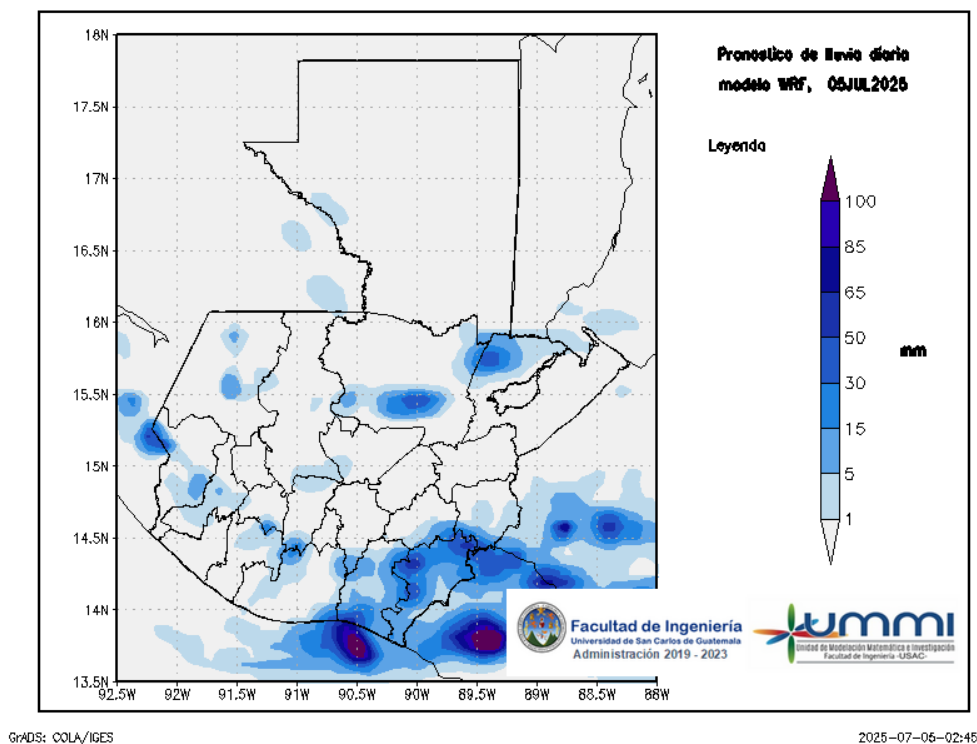 Pronostico de lluvia diaria
modelo WRF, 05JUL2025
Leyenda
100
85
65
50
30
15
5
1
mm
18N
17.5N
17N
16.5N
16N
15.5N
15N
14.5N
14N
13.5N
92.5W 92W 91.5W 91W 90.5W 90W 89.5W 89W 88.5W 88W
Facultad de Ingeniería
Universidad de San Carlos de Guatemala
Administración 2019 - 2023
UMMI
Unidad de Modelación Matemática e Investigación
Facultad de Ingeniería -USAC-
GrADS: COLA/IGES
2025-07-05-02:45